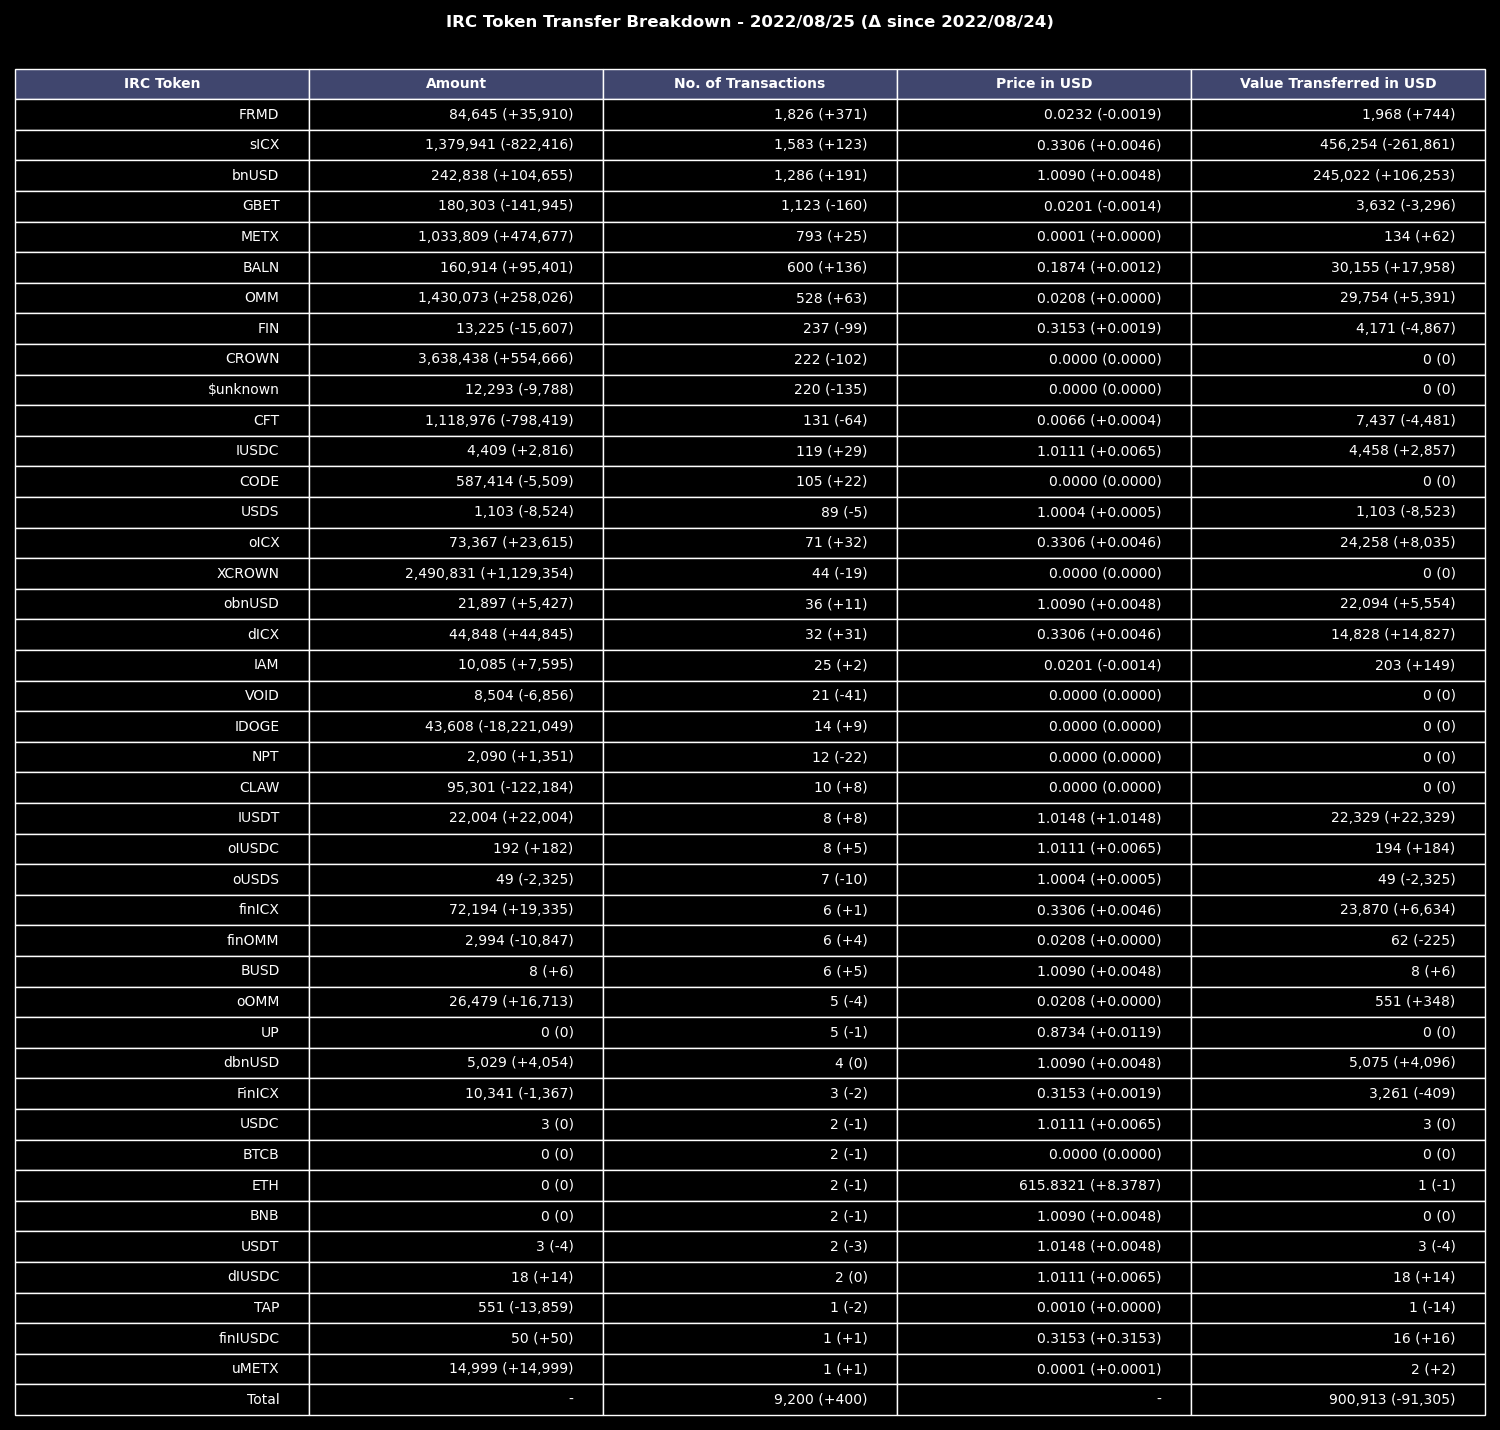 IRC Token Transfer Breakdown - 2022/08/25 (Δ since 2022/08/24)
IRC Token Amount No. of Transactions Price in USD Value Transferred in USD
FRMD 84,645 (+35,910) 1,826 (+371) 0.0232 (-0.0019) 1,968 (+744)
sICX 1,379,941 (-822,416) 1,583 (+123) 0.3306 (+0.0046) 456,254 (-261,861)
bnUSD 242,838 (+104,655) 1,286 (+191) 1.0090 (+0.0048) 245,022 (+106,253)
GBET 180,303 (-141,945) 1,123 (-160) 0.0201 (-0.0014) 3,632 (-3,296)
METX 1,033,809 (+474,677) 793 (+25) 0.0001 (+0.0000) 134 (+62)
BALN 160,914 (+95,401) 600 (+136) 0.1874 (+0.0012) 30,155 (+17,958)
OMM 1,430,073 (+258,026) 528 (+63) 0.0208 (+0.0000) 29,754 (+5,391)
FIN 13,225 (-15,607) 237 (-99) 0.3153 (+0.0019) 4,171 (-4,867)
CROWN 3,638,438 (+554,666) 222 (-102) 0.0000 (0.0000) 0 (0)
$unknown 12,293 (-9,788) 220 (-135) 0.0000 (0.0000) 0 (0)
CFT 1,118,976 (-798,419) 131 (-64) 0.0066 (+0.0004) 7,437 (-4,481)
IUSDC 4,409 (+2,816) 119 (+29) 1.0111 (+0.0065) 4,458 (+2,857)
CODE 587,414 (-5,509) 105 (+22) 0.0000 (0.0000) 0 (0)
USDS 1,103 (-8,524) 89 (-5) 1.0004 (+0.0005) 1,103 (-8,523)
oICX 73,367 (+23,615) 71 (+32) 0.3306 (+0.0046) 24,258 (+8,035)
XCROWN 2,490,831 (+1,129,354) 44 (-19) 0.0000 (0.0000) 0 (0)
obnUSD 21,897 (+5,427) 36 (+11) 1.0090 (+0.0048) 22,094 (+5,554)
dICX 44,848 (+44,845) 32 (+31) 0.3306 (+0.0046) 14,828 (+14,827)
IAM 10,085 (+7,595) 25 (+2) 0.0201 (-0.0014) 203 (+149)
VOID 8,504 (-6,856) 21 (-41) 0.0000 (0.0000) 0 (0)
IDOGE 43,608 (-18,221,049) 14 (+9) 0.0000 (0.0000) 0 (0)
NPT 2,090 (+1,351) 12 (-22) 0.0000 (0.0000) 0 (0)
CLAW 95,301 (-122,184) 10 (+8) 0.0000 (0.0000) 0 (0)
IUSDT 22,004 (+22,004) 8 (+8) 1.0148 (+1.0148) 22,329 (+22,329)
oIUSDC 192 (+182) 8 (+5) 1.0111 (+0.0065) 194 (+184)
oUSDS 49 (-2,325) 7 (-10) 1.0004 (+0.0005) 49 (-2,325)
finICX 72,194 (+19,335) 6 (+1) 0.3306 (+0.0046) 23,870 (+6,634)
finOMM 2,994 (-10,847) 6 (+4) 0.0208 (+0.0000) 62 (-225)
BUSD 8 (+6) 6 (+5) 1.0090 (+0.0048) 8 (+6)
oOMM 26,479 (+16,713) 5 (-4) 0.0208 (+0.0000) 551 (+348)
UP 0 (0) 5 (-1) 0.8734 (+0.0119) 0 (0)
dbnUSD 5,029 (+4,054) 4 (0) 1.0090 (+0.0048) 5,075 (+4,096)
FinICX 10,341 (-1,367) 3 (-2) 0.3153 (+0.0019) 3,261 (-409)
USDC 3 (0) 2 (-1) 1.0111 (+0.0065) 3 (0)
BTCB 0 (0) 2 (-1) 0.0000 (0.0000) 0 (0)
ETH 0 (0) 2 (-1) 615.8321 (+8.3787) 1 (-1)
BNB 0 (0) 2 (-1) 1.0090 (+0.0048) 0 (0)
USDT 3 (-4) 2 (-3) 1.0148 (+0.0048) 3 (-4)
dIUSDC 18 (+14) 2 (0) 1.0111 (+0.0065) 18 (+14)
TAP 551 (-13,859) 1 (-2) 0.0010 (+0.0000) 1 (-14)
finIUSDC 50 (+50) 1 (+1) 0.3153 (+0.3153) 16 (+16)
uMETX 14,999 (+14,999) 1 (+1) 0.0001 (+0.0001) 2 (+2)
Total - 9,200 (+400) - 900,913 (-91,305)